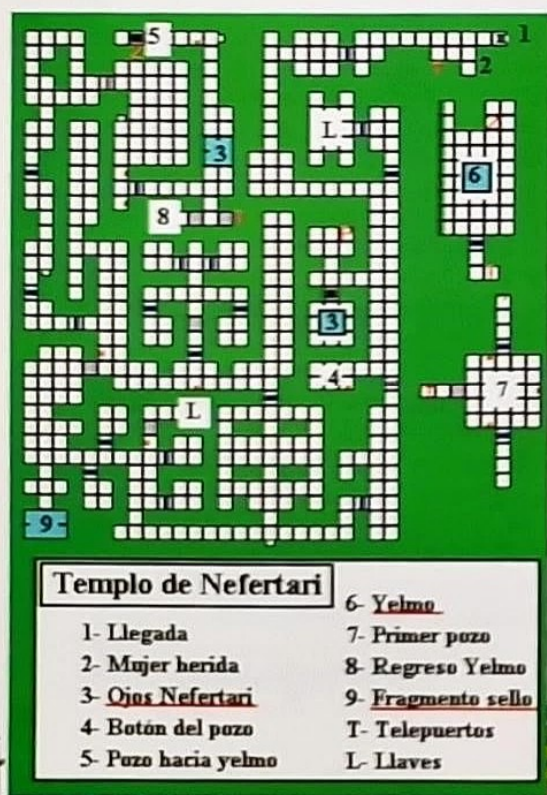 5
1
2
L
3
6
8
3
7
4
L
9
Templo de Nefertari
1- Llegada
2- Mujer herida
3- Ojos Nefertari
4- Botón del pozo
5- Pozo hacia yelmo
6- Yelmo
7- Primer pozo
8- Regreso Yelmo
9- Fragmento sello
T- Telepuertos
L- Llaves